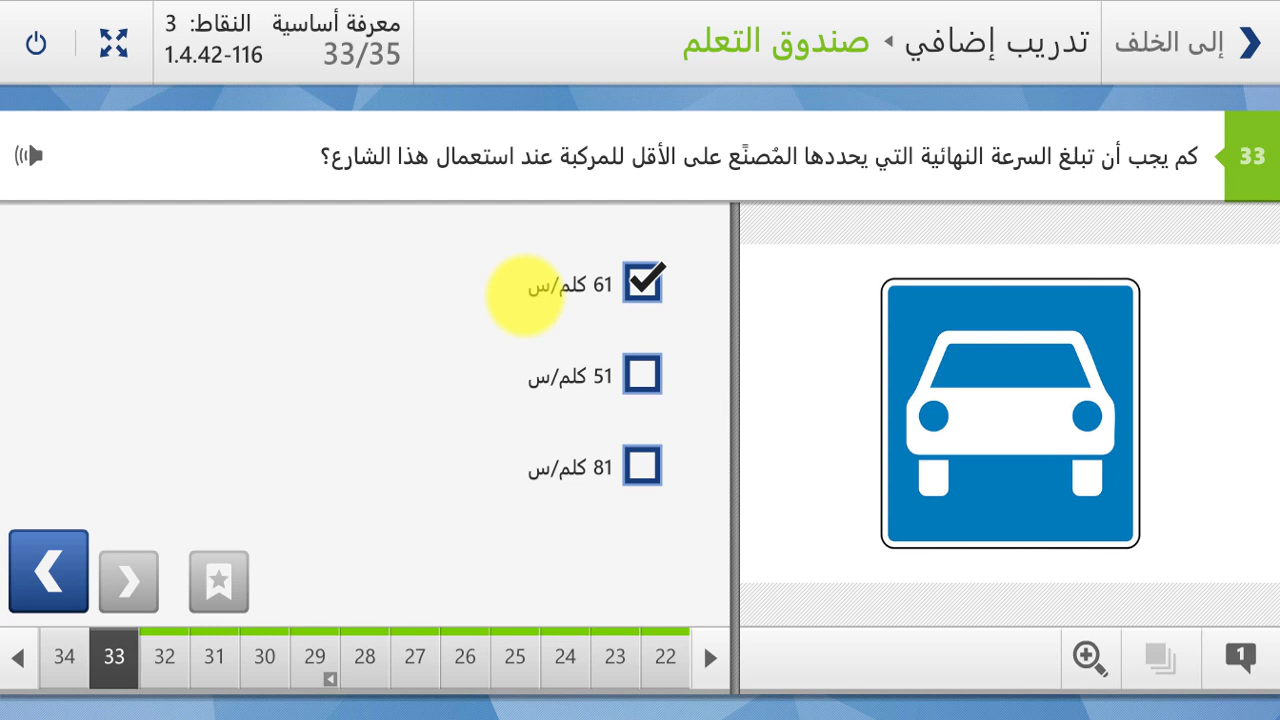 إلى الخلف
تدريب إضافي ◂ صندوق التعلم
معرفة أساسية
33/35
النقاط: 3
1.4.42-116
33
كم يجب أن تبلغ السرعة النهائية التي يحددها المُصنًع على الأقل للمركبة عند استعمال هذا الشارع؟
61 كلم/س
51 كلم/س
81 كلم/س
34 33 32 31 30 29 28 27 26 25 24 23 22
1